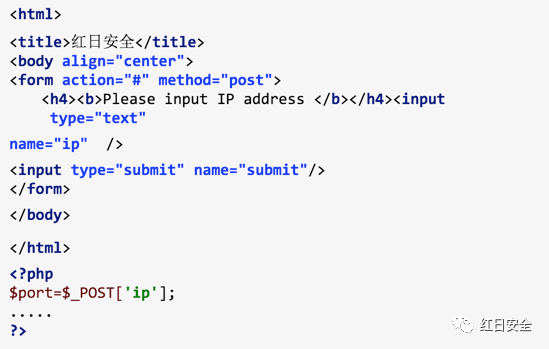 <html>
<title>红日安全</title>
<body align="center">
<form action="#" method="post">
<h4><b>Please input IP address </b></h4><input
type="text"
name="ip"  />
<input type="submit" name="submit"/>
</form>
</body>
</html>
<?php
$port=$_POST['ip'];
.....
?>
红日安全